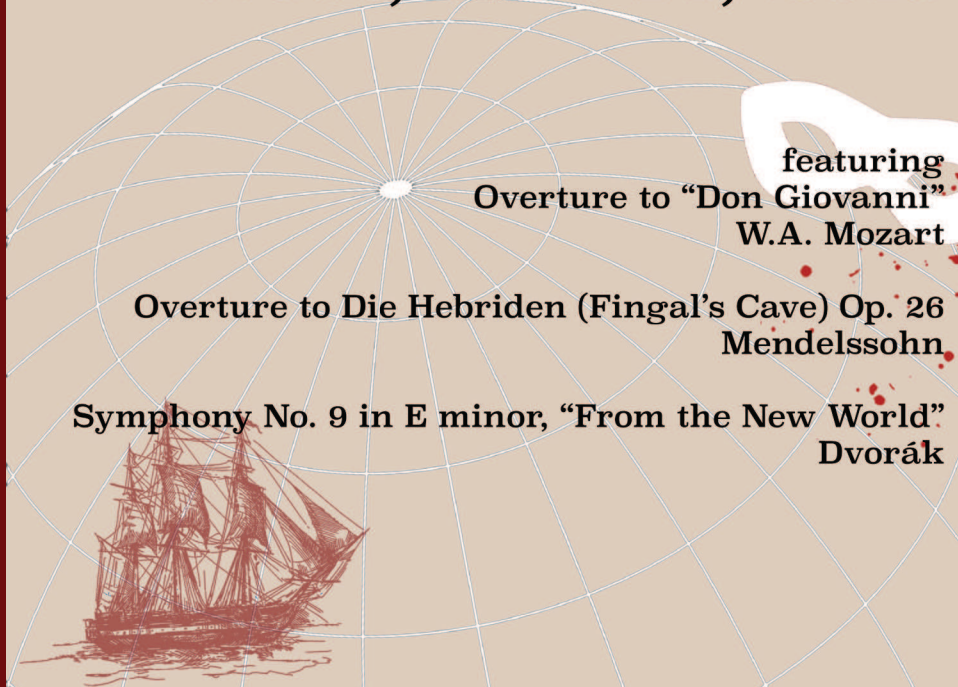 featuring
Overture to “Don Giovanni”
W.A. Mozart
Overture to Die Hebriden (Fingal’s Cave) Op. 26
Mendelssohn
Symphony No. 9 in E minor, “From the New World”
Dvorák